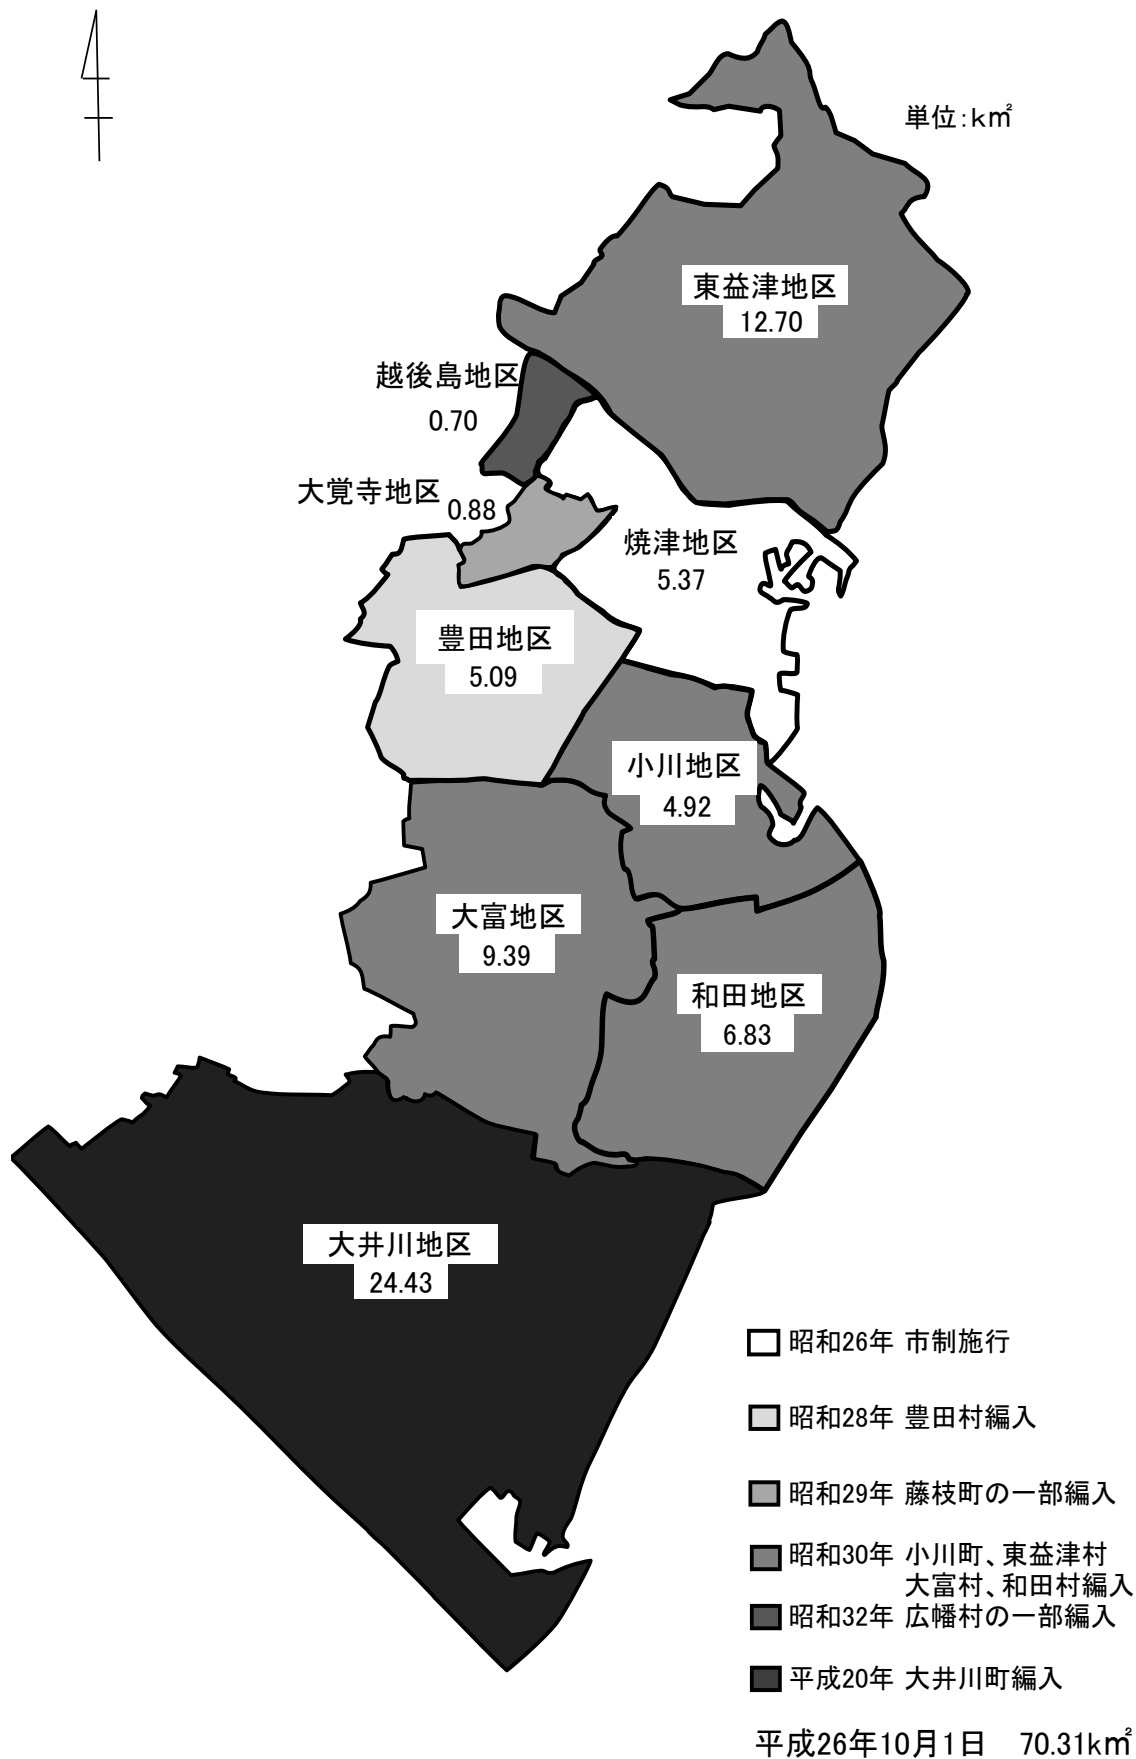 単位:k㎡
東益津地区
12.70
越後島地区
0.70
大覚寺地区
0.88
焼津地区
5.37
豊田地区
5.09
小川地区
4.92
大富地区
9.39
和田地区
6.83
大井川地区
24.43
昭和26年 市制施行
昭和28年 豊田村編入
昭和29年 藤枝町の一部編入
昭和30年 小川町、東益津村
大富村、和田村編入
昭和32年 広幡村の一部編入
平成20年 大井川町編入
平成26年10月1日 70.31k㎡